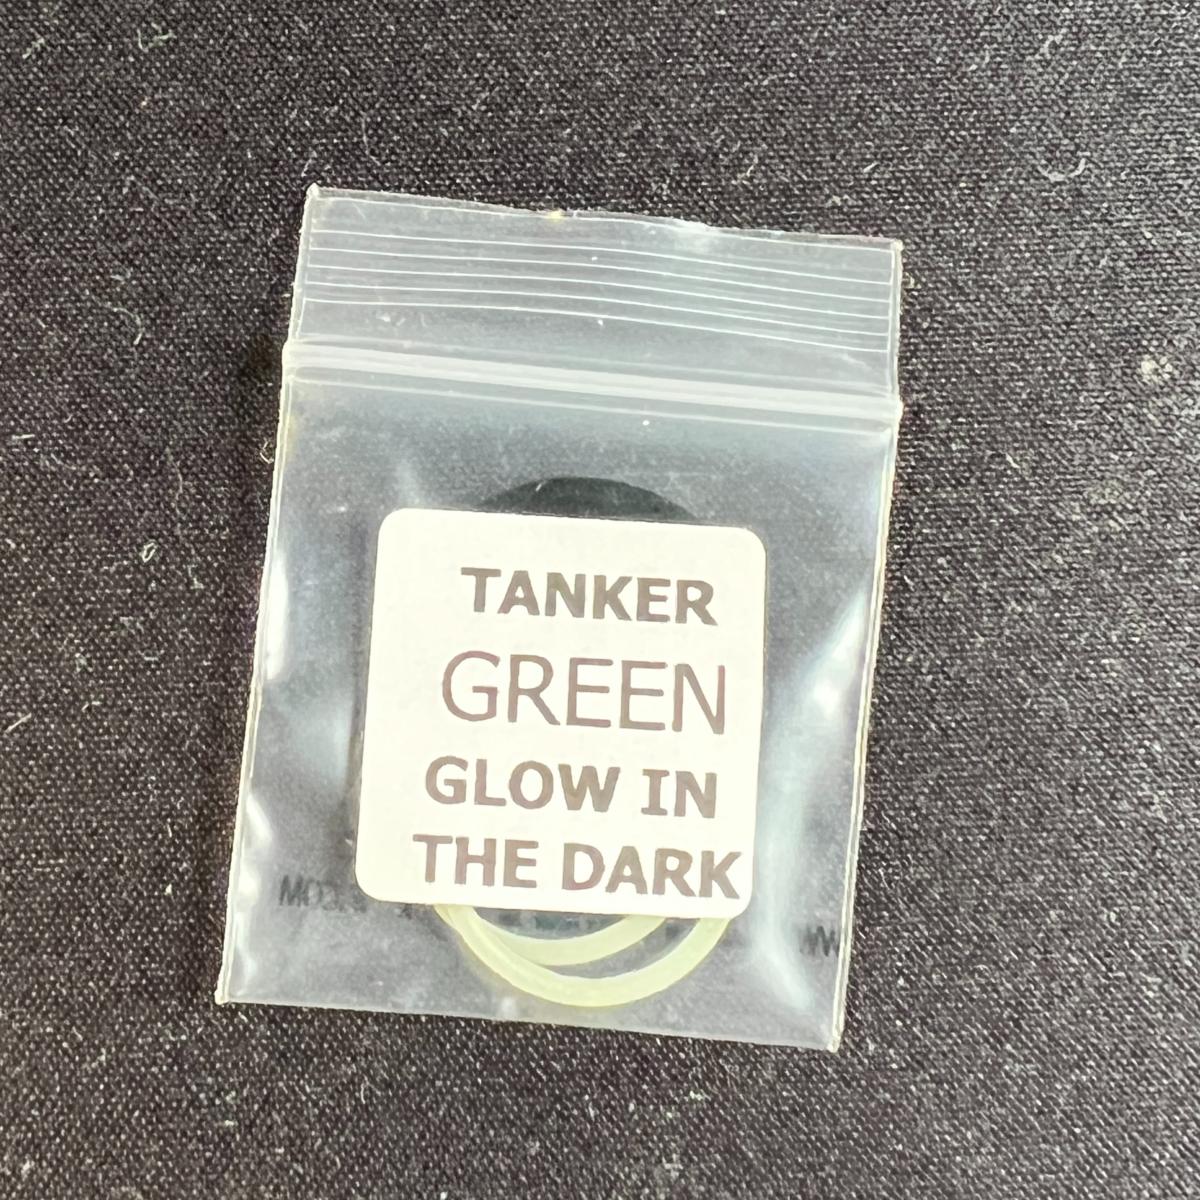 TANKER
GREEN
GLOW IN
THE DARK